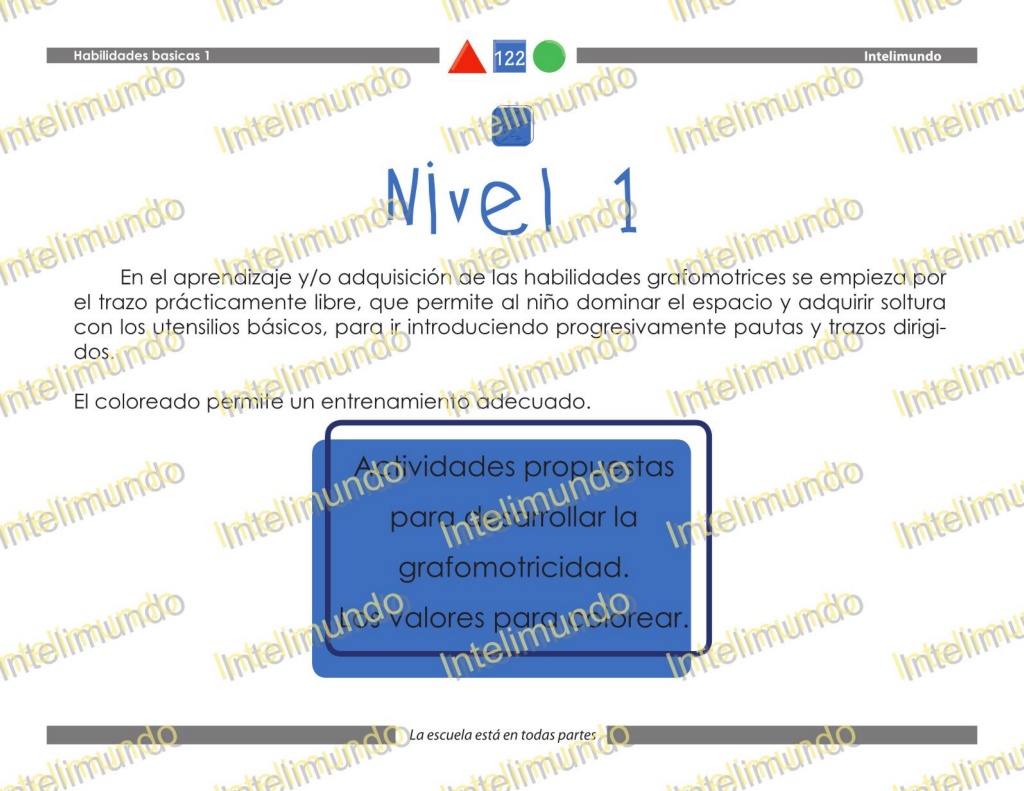 Habilidades basicas 1
122
Intelimundo
Nivel 1
En el aprendizaje y/o adquisición de las habilidades grafomotrices se empieza por
el trazo prácticamente libre, que permite al niño dominar el espacio y adquirir soltura
con los utensilios básicos, para ir introduciendo progresivamente pautas y trazos dirigi-
dos.
El coloreado permite un entrenamiento adecuado.
Actividades propuestas
para desarrollar la
grafomotricidad.
Los valores para colorear.
La escuela está en todas partes
Intelimundo